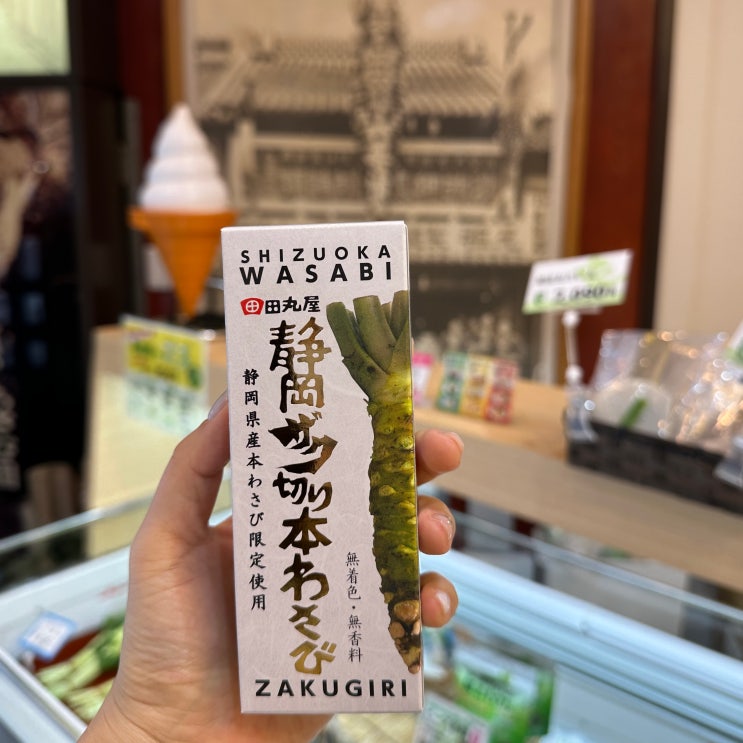 SHIZUOKA
WASABI
田丸屋
静岡ザク切り本わさび
静岡県産本わさび限定使用
無着色・無香料
ZAKUGIRI